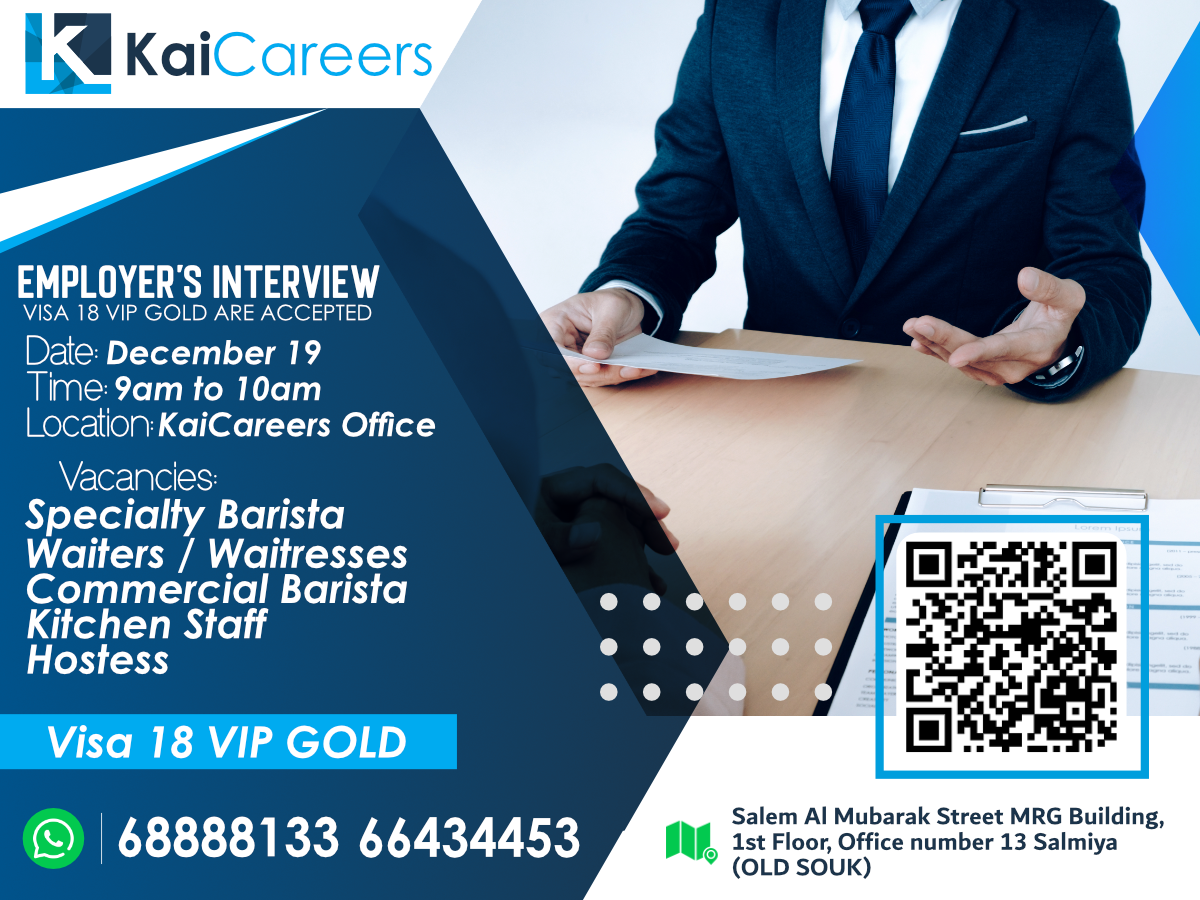 K KaiCareers
EMPLOYER'S INTERVIEW
VISA 18 VIP GOLD ARE ACCEPTED
Date: December 19
Time: 9am to 10am
Location: KaiCareers Office
Vacancies:
Specialty Barista
Waiters / Waitresses
Commercial Barista
Kitchen Staff
Hostess
Visa 18 VIP GOLD
68888133 66434453
Lorem Ipsu
Salem Al Mubarak Street MRG Building,
1st Floor, Office number 13 Salmiya
(OLD SOUK)